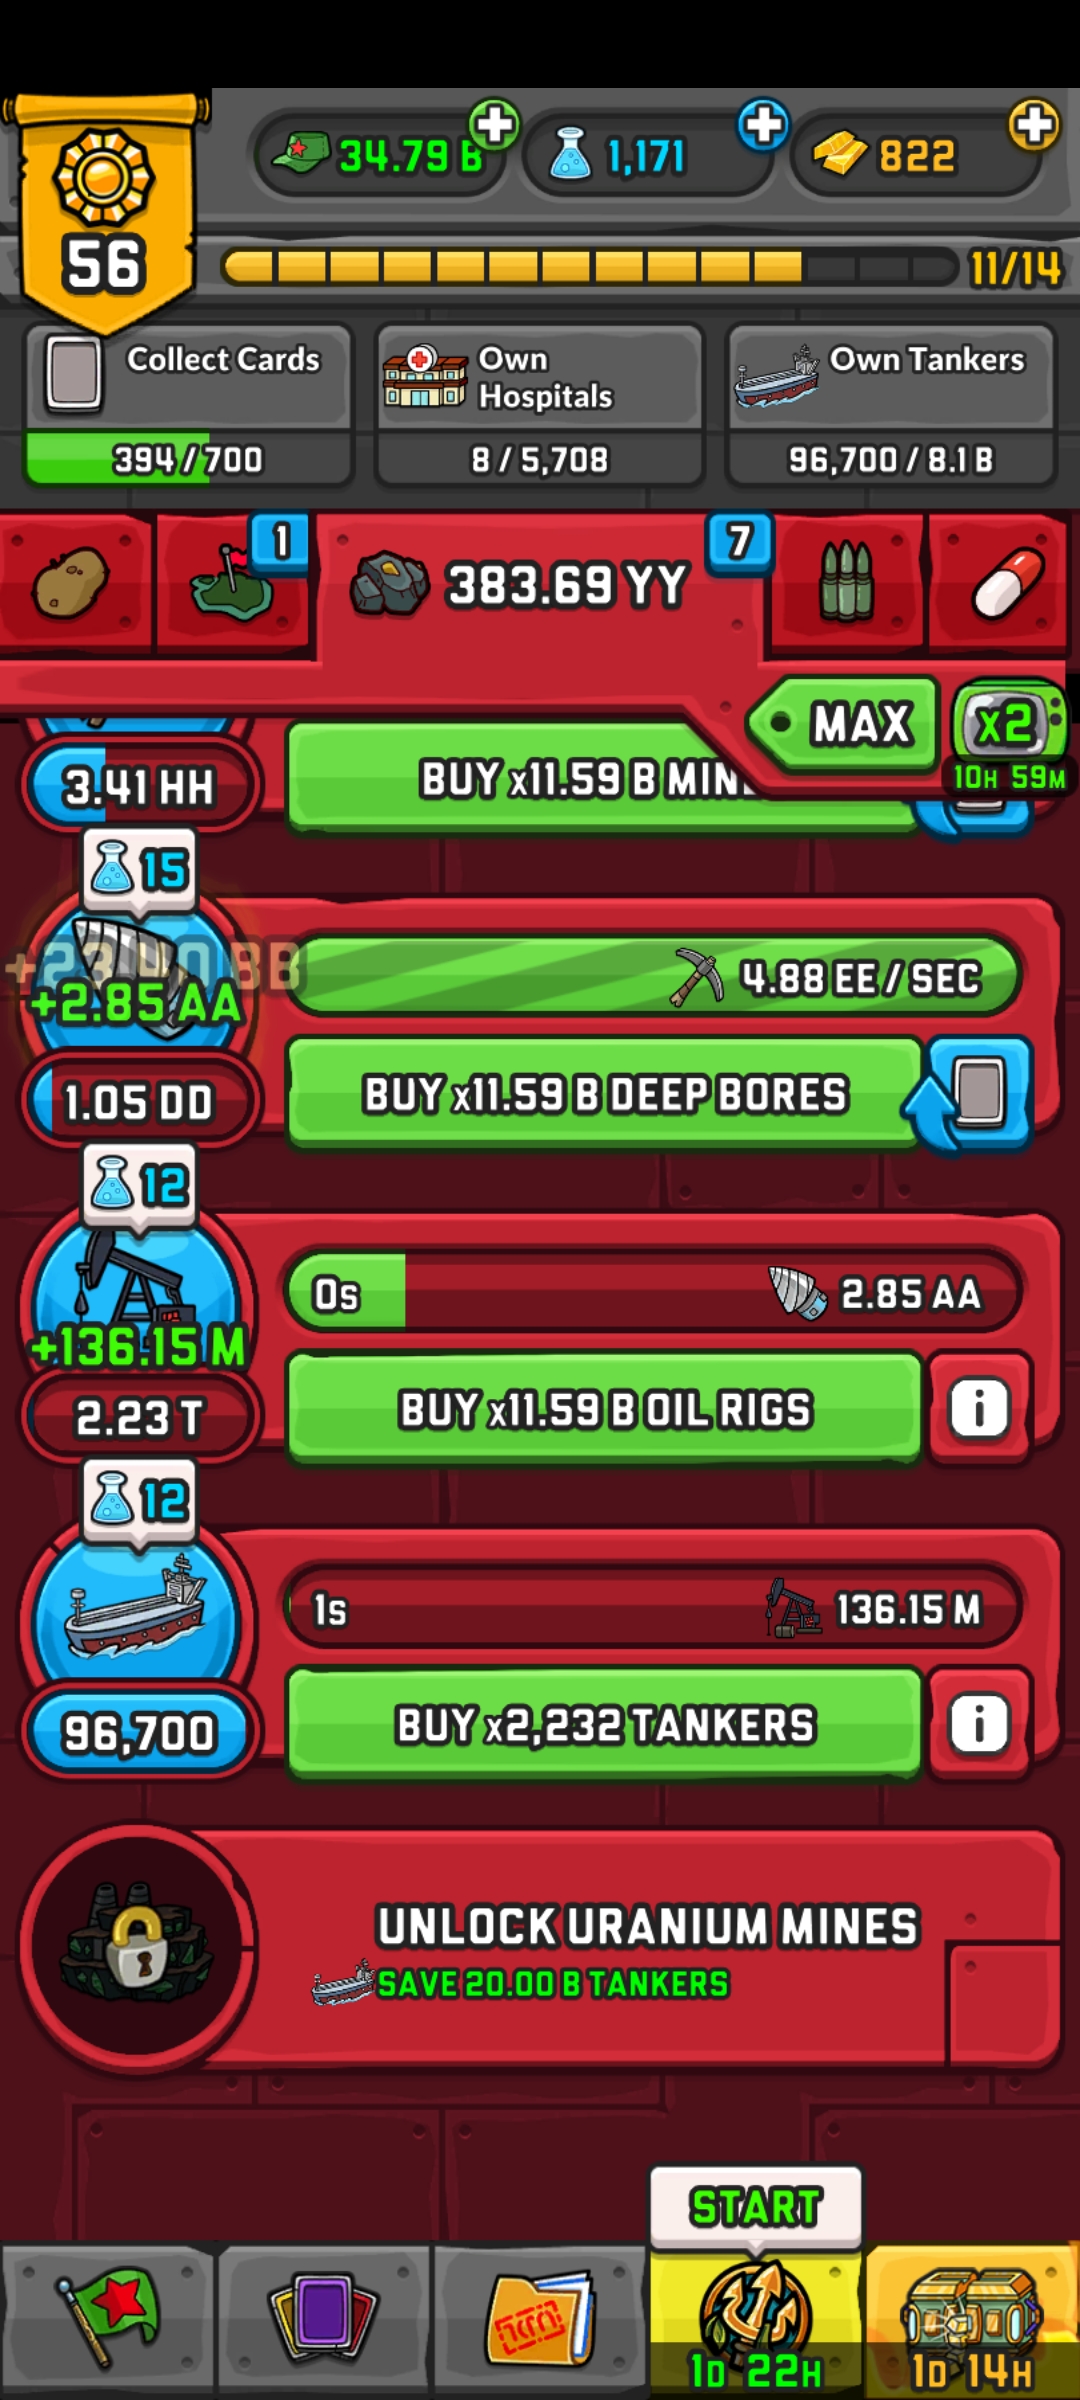 34.79 B
1,171
822
56
11/14
Collect Cards
Own
Hospitals
Own Tankers
394/700
8/5,708
96,700/8.1 B
1
383.69 YY
7
MAX
x2
10H 59M
3.41 HH
BUY x11.59 B MIN
15
+2.85 AA
4.88 EE/SEC
1.05 DD
BUY x11.59 B DEEP BORES
12
+136.15 M
0s
2.85 AA
2.23 T
BUY x11.59 B OIL RIGS
i
12
1s
136.15 M
96,700
BUY x2,232 TANKERS
i
UNLOCK URANIUM MINES
SAVE 20.00 B TANKERS
START
1D 22H
1D 14H